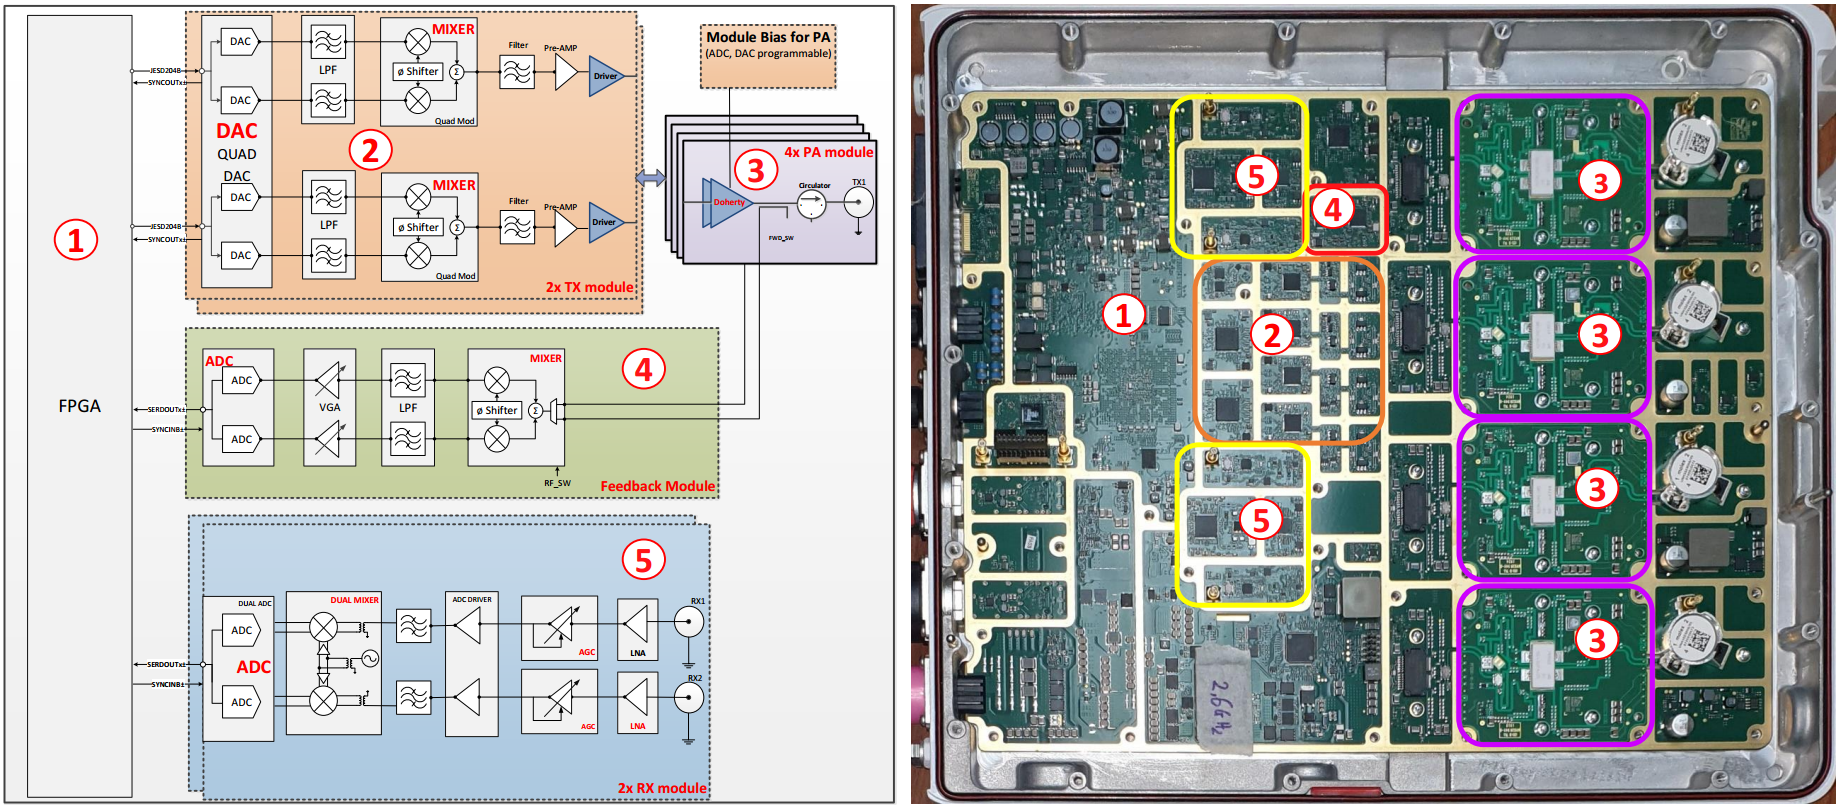 DAC
LPF
MIXER
ø Shifter
Σ
Quad Mod
Filter
Pre-AMP
Driver
JESD204B
SYNCOUTx±
DAC
DAC
QUAD
DAC
2
DAC
LPF
MIXER
ø Shifter
Σ
Quad Mod
Filter
Pre-AMP
Driver
JESD204B
SYNCOUTx±
DAC
2x TX module
Module Bias for PA
(ADC, DAC programmable)
4x PA module
3
Doherty
Circulator
TX1
FWD_SW
1
FPGA
ADC
ADC
VGA
LPF
MIXER
ø Shifter
Σ
4
SERDOUTx±
SYNCINB±
ADC
RF_SW
Feedback Module
5
DUAL ADC
DUAL MIXER
ADC DRIVER
ADC
AGC
LNA
RX1
SERDOUTx±
SYNCINB±
ADC
ADC
AGC
LNA
RX2
2x RX module
5
4
3
1
2
3
5
3
3
2,6GHz